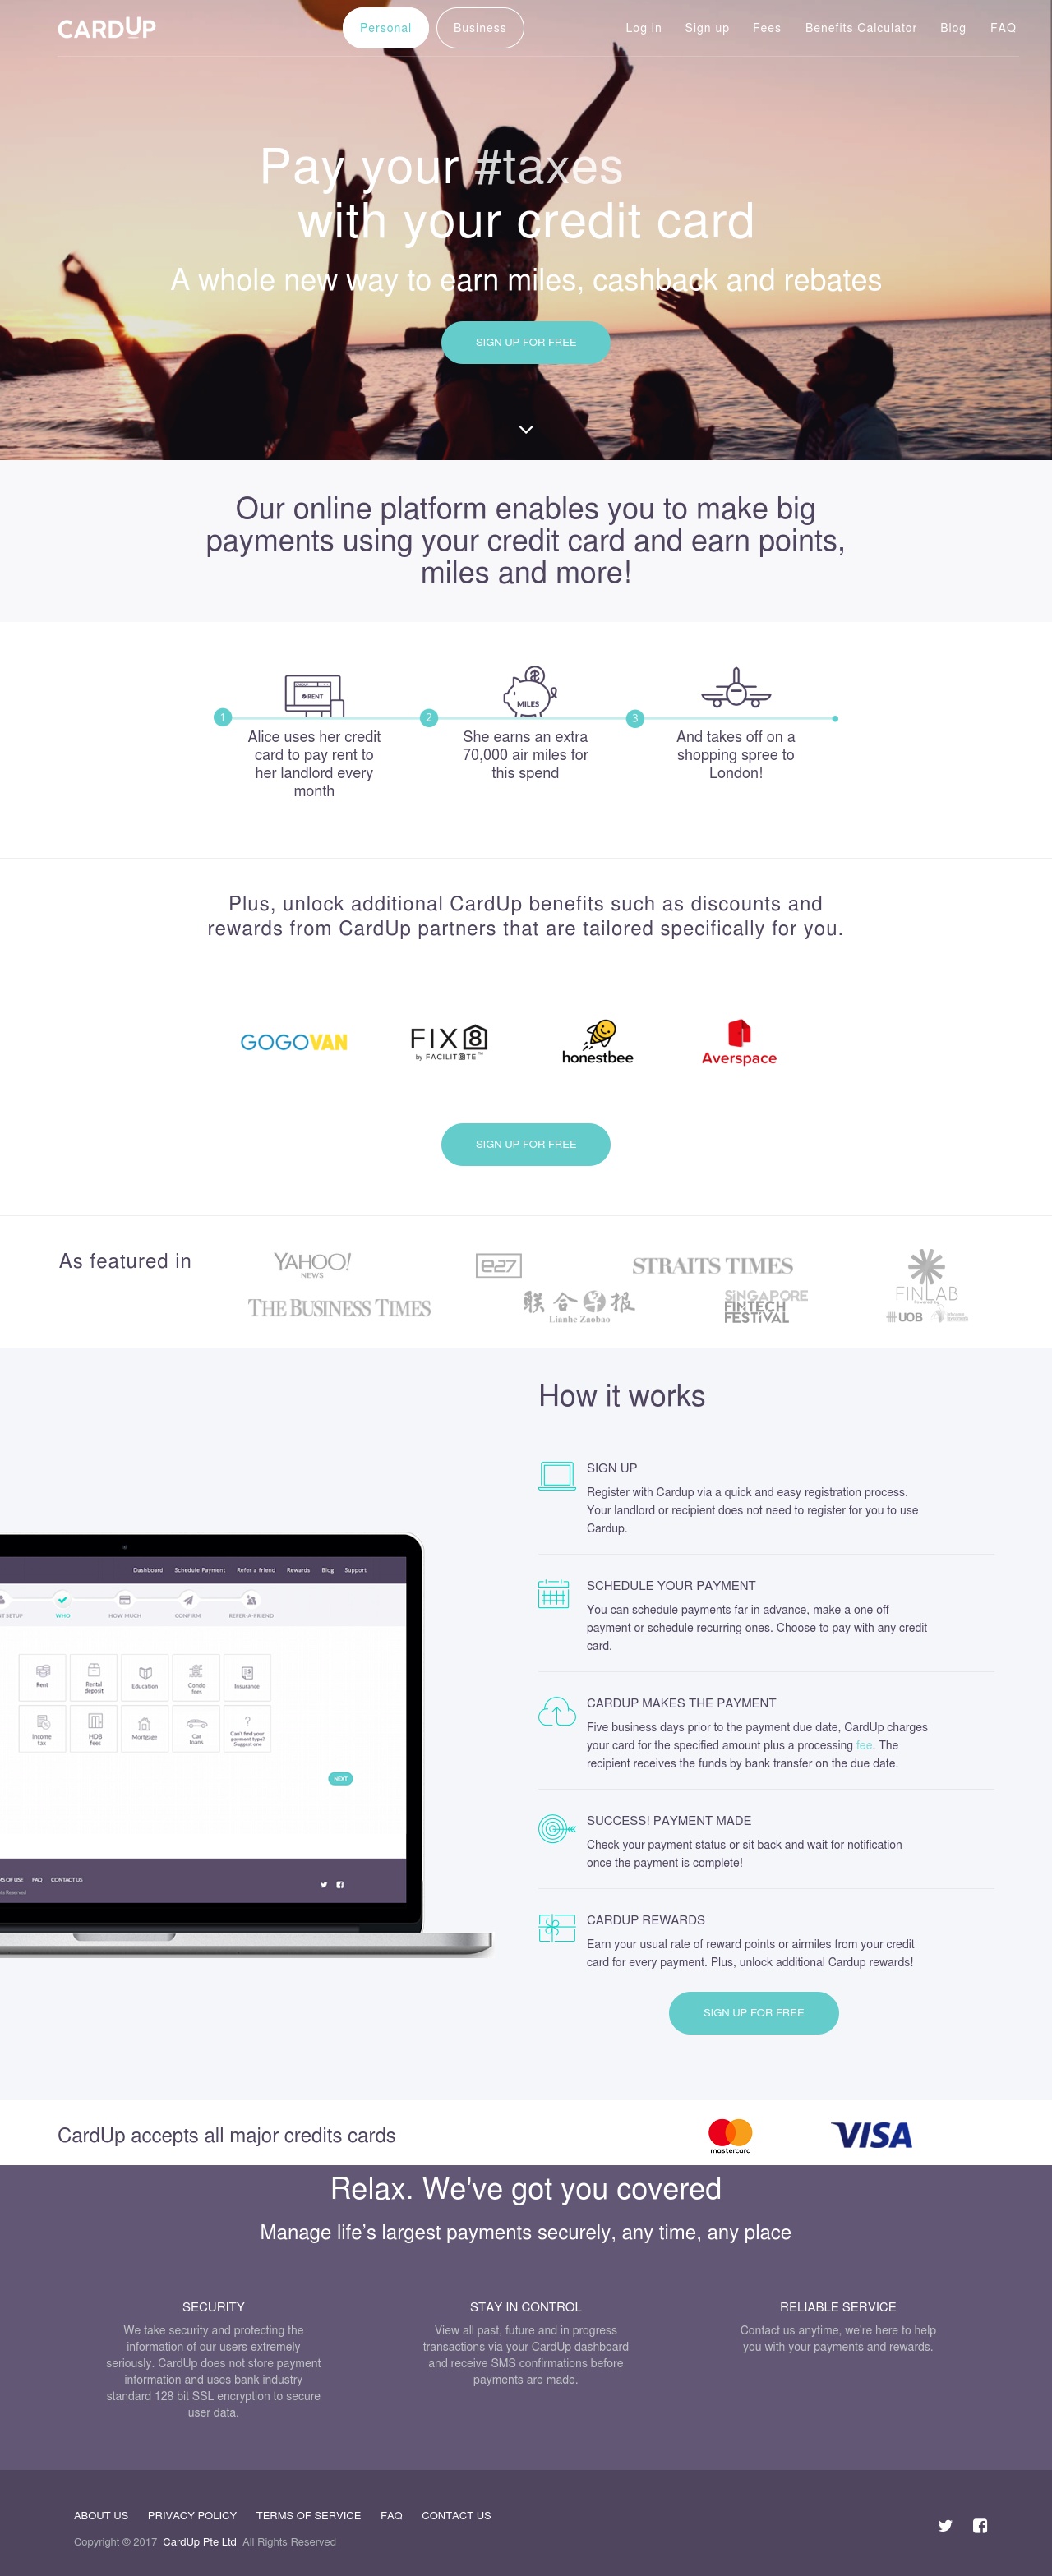 CARDUP
Personal
Business
Log in
Sign up
Fees
Benefits Calculator
Blog
FAQ
Pay your #taxes
with your credit card
A whole new way to earn miles, cashback and rebates
SIGN UP FOR FREE
Our online platform enables you to make big
payments using your credit card and earn points,
miles and more!
RENT
MILES
1
2
3
Alice uses her credit
card to pay rent to
her landlord every
month
She earns an extra
70,000 air miles for
this spend
And takes off on a
shopping spree to
London!
Plus, unlock additional CardUp benefits such as discounts and
rewards from CardUp partners that are tailored specifically for you.
GOGOVAN
FIX8
by FACILITATE™
honestbee
Averspace
SIGN UP FOR FREE
As featured in
YAHOO!
NEWS
e27
STRAITS TIMES
FINLAB
Powered by
UOB
THE BUSINESS TIMES
联合早报
Lianhe Zaobao
SINGAPORE
FINTECH
FESTIVAL
How it works
SIGN UP
Register with Cardup via a quick and easy registration process.
Your landlord or recipient does not need to register for you to use
Cardup.
SCHEDULE YOUR PAYMENT
You can schedule payments far in advance, make a one off
payment or schedule recurring ones. Choose to pay with any credit
card.
CARDUP MAKES THE PAYMENT
Five business days prior to the payment due date, CardUp charges
your card for the specified amount plus a processing fee. The
recipient receives the funds by bank transfer on the due date.
SUCCESS! PAYMENT MADE
Check your payment status or sit back and wait for notification
once the payment is complete!
CARDUP REWARDS
Earn your usual rate of reward points or airmiles from your credit
card for every payment. Plus, unlock additional Cardup rewards!
SIGN UP FOR FREE
Dashboard
Schedule Payment
Refer a friend
Rewards
Blog
Support
T SETUP
WHO
HOW MUCH
CONFIRM
REFER-A-FRIEND
Rent
Rental
deposit
Education
Condo
fees
Insurance
Income
tax
HDB
fees
Mortgage
Car
loans
Can't find your
payment type?
Suggest one
NEXT
MS OF USE
FAQ
CONTACT US
ts Reserved
CardUp accepts all major credits cards
mastercard
VISA
Relax. We've got you covered
Manage life's largest payments securely, any time, any place
SECURITY
We take security and protecting the
information of our users extremely
seriously. CardUp does not store payment
information and uses bank industry
standard 128 bit SSL encryption to secure
user data.
STAY IN CONTROL
View all past, future and in progress
transactions via your CardUp dashboard
and receive SMS confirmations before
payments are made.
RELIABLE SERVICE
Contact us anytime, we're here to help
you with your payments and rewards.
ABOUT US
PRIVACY POLICY
TERMS OF SERVICE
FAQ
CONTACT US
Copyright © 2017 CardUp Pte Ltd All Rights Reserved